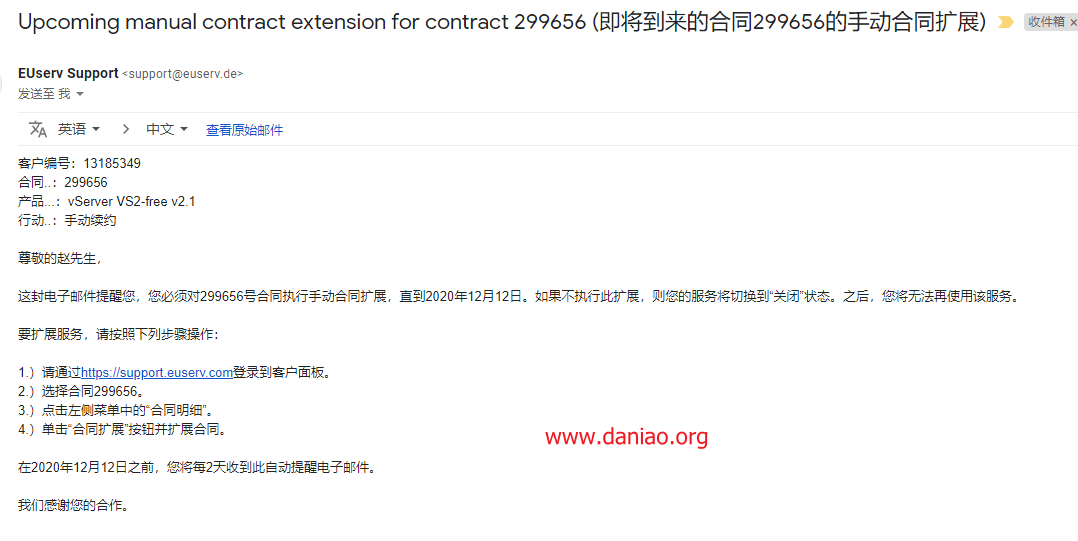 Upcoming manual contract extension for contract 299656 (即将到来的合同299656的手动合同扩展)
收件箱 ×
EUserv Support <support@euserv.de>
发送至 我
英语 > 中文 查看原始邮件
客户编号：13185349
合同..：299656
产品...：vServer VS2-free v2.1
行动..：手动续约
尊敬的赵先生，
这封电子邮件提醒您，您必须对299656号合同执行手动合同扩展，直到2020年12月12日。如果不执行此扩展，则您的服务将切换到“关闭”状态。之后，您将无法再使用该服务。
要扩展服务，请按照下列步骤操作：
1.）请通过https://support.euserv.com登录到客户面板。
2.）选择合同299656。
3.）点击左侧菜单中的“合同明细”。
4.）单击“合同扩展”按钮并扩展合同。
www.daniao.org
在2020年12月12日之前，您将每2天收到此自动提醒电子邮件。
我们感谢您的合作。